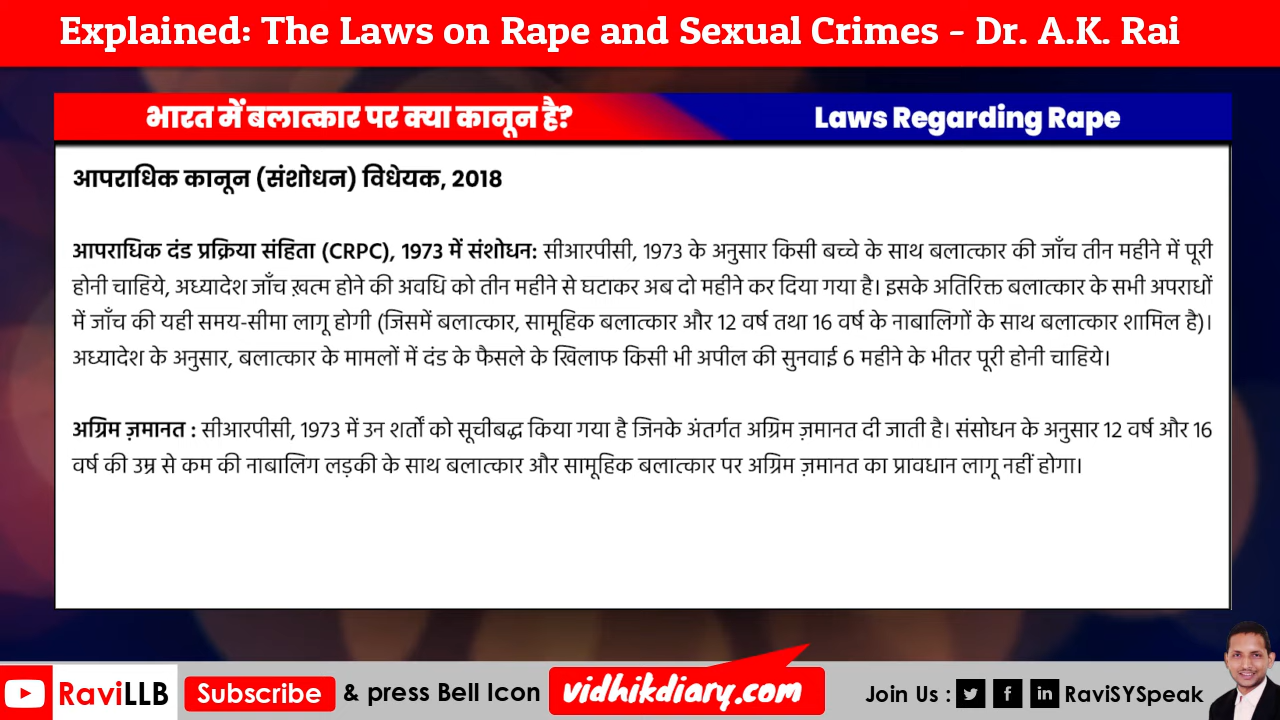 Explained: The Laws on Rape and Sexual Crimes - Dr. A.K. Rai
भारत में बलात्कार पर क्या कानून है?
Laws Regarding Rape
आपराधिक कानून (संशोधन) विधेयक, 2018
आपराधिक दंड प्रक्रिया संहिता (CRPC), 1973 में संशोधन: सीआरपीसी, 1973 के अनुसार किसी बच्चे के साथ बलात्कार की जाँच तीन महीने में पूरी
होनी चाहिये, अध्यादेश जाँच ख़त्म होने की अवधि को तीन महीने से घटाकर अब दो महीने कर दिया गया है। इसके अतिरिक्त बलात्कार के सभी अपराधों
में जाँच की यही समय-सीमा लागू होगी (जिसमें बलात्कार, सामूहिक बलात्कार और 12 वर्ष तथा 16 वर्ष के नाबालिगों के साथ बलात्कार शामिल है)।
अध्यादेश के अनुसार, बलात्कार के मामलों में दंड के फैसले के खिलाफ किसी भी अपील की सुनवाई 6 महीने के भीतर पूरी होनी चाहिये।
अग्रिम ज़मानत : सीआरपीसी, 1973 में उन शर्तों को सूचीबद्ध किया गया है जिनके अंतर्गत अग्रिम ज़मानत दी जाती है। संसोधन के अनुसार 12 वर्ष और 16
वर्ष की उम्र से कम की नाबालिग लड़की के साथ बलात्कार और सामूहिक बलात्कार पर अग्रिम ज़मानत का प्रावधान लागू नहीं होगा।
RaviLLB
Subscribe
& press Bell Icon
vidhikdiary.com
Join Us :
RaviSYSpeak